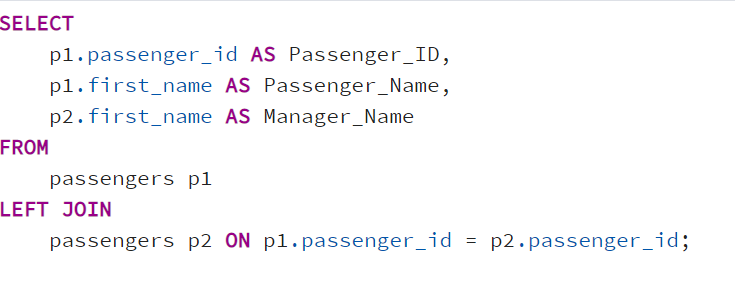 SELECT
p1.passenger_id AS Passenger_ID,
p1.first_name AS Passenger_Name,
p2.first_name AS Manager_Name
FROM
passengers p1
LEFT JOIN
passengers p2 ON p1.passenger_id = p2.passenger_id;